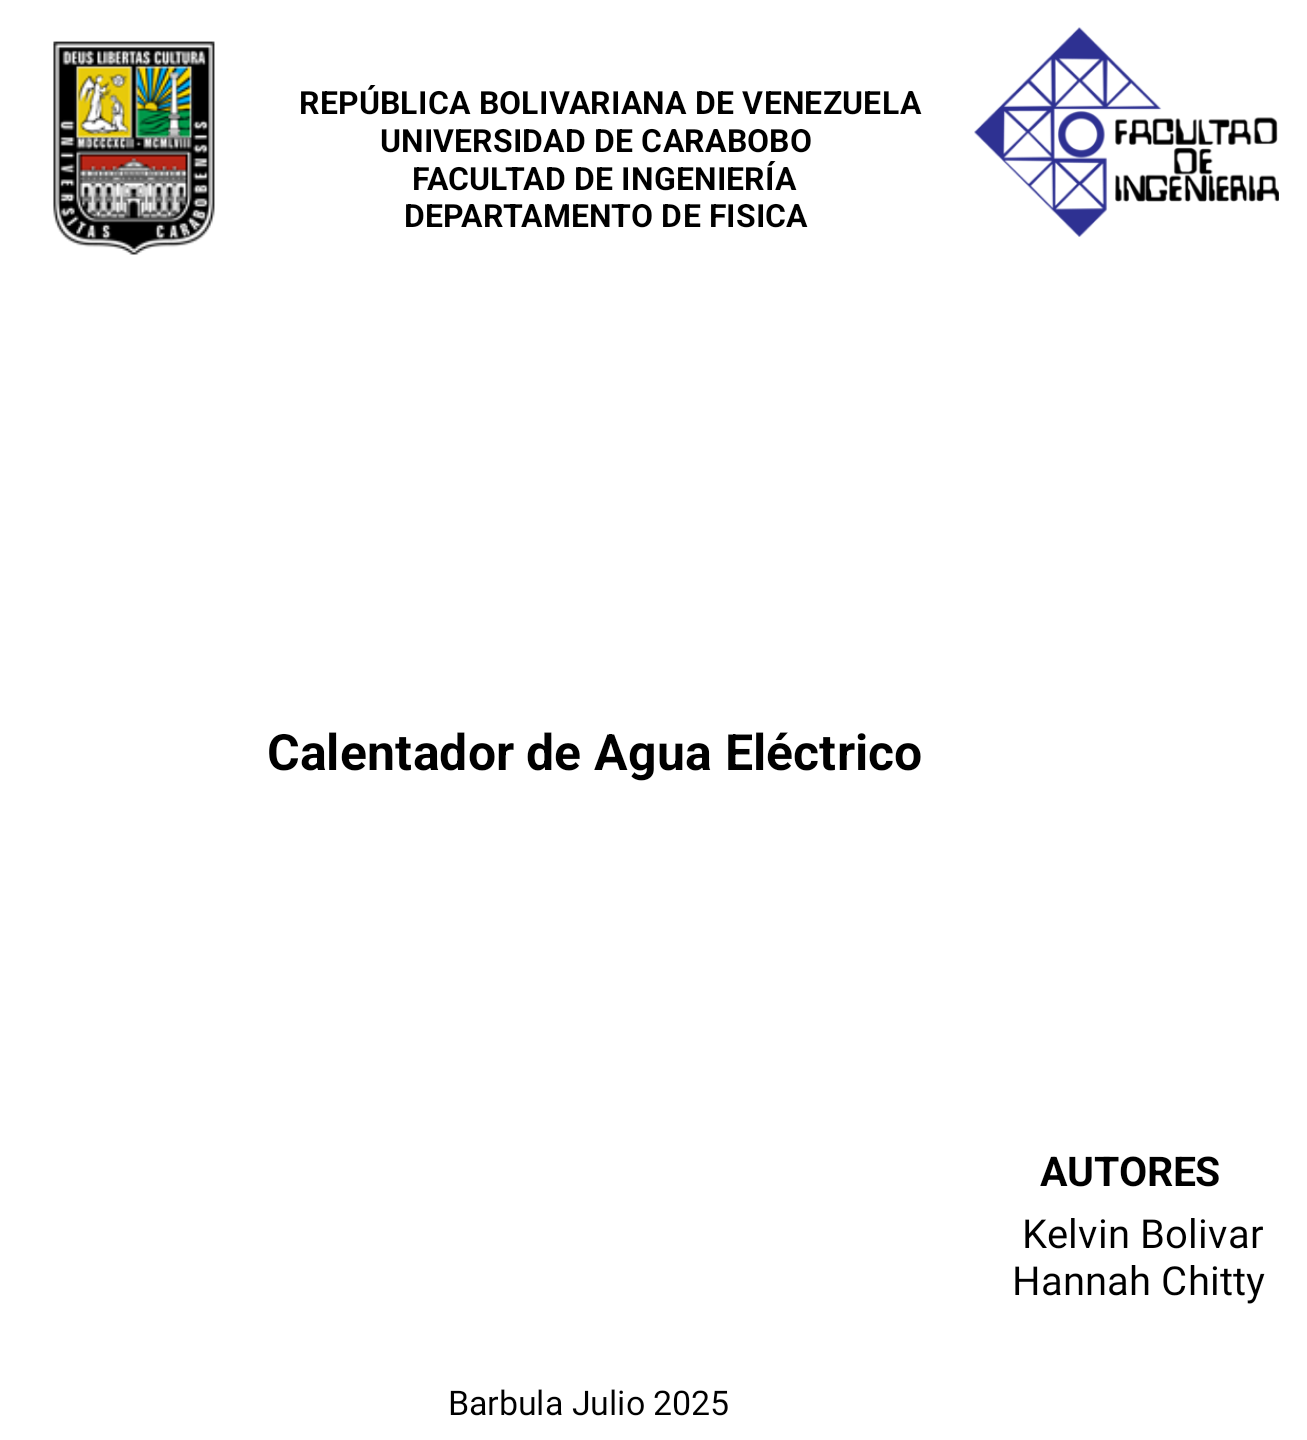 DEUS LIBERTAS CULTURA
MDCCCXCII - MCMLVIII
UNIVERSITAS CARABOBENSIS
REPÚBLICA BOLIVARIANA DE VENEZUELA
UNIVERSIDAD DE CARABOBO
FACULTAD DE INGENIERÍA
DEPARTAMENTO DE FISICA
FACULTAD
DE
INGENIERIA
Calentador de Agua Eléctrico
AUTORES
Kelvin Bolivar
Hannah Chitty
Barbula Julio 2025